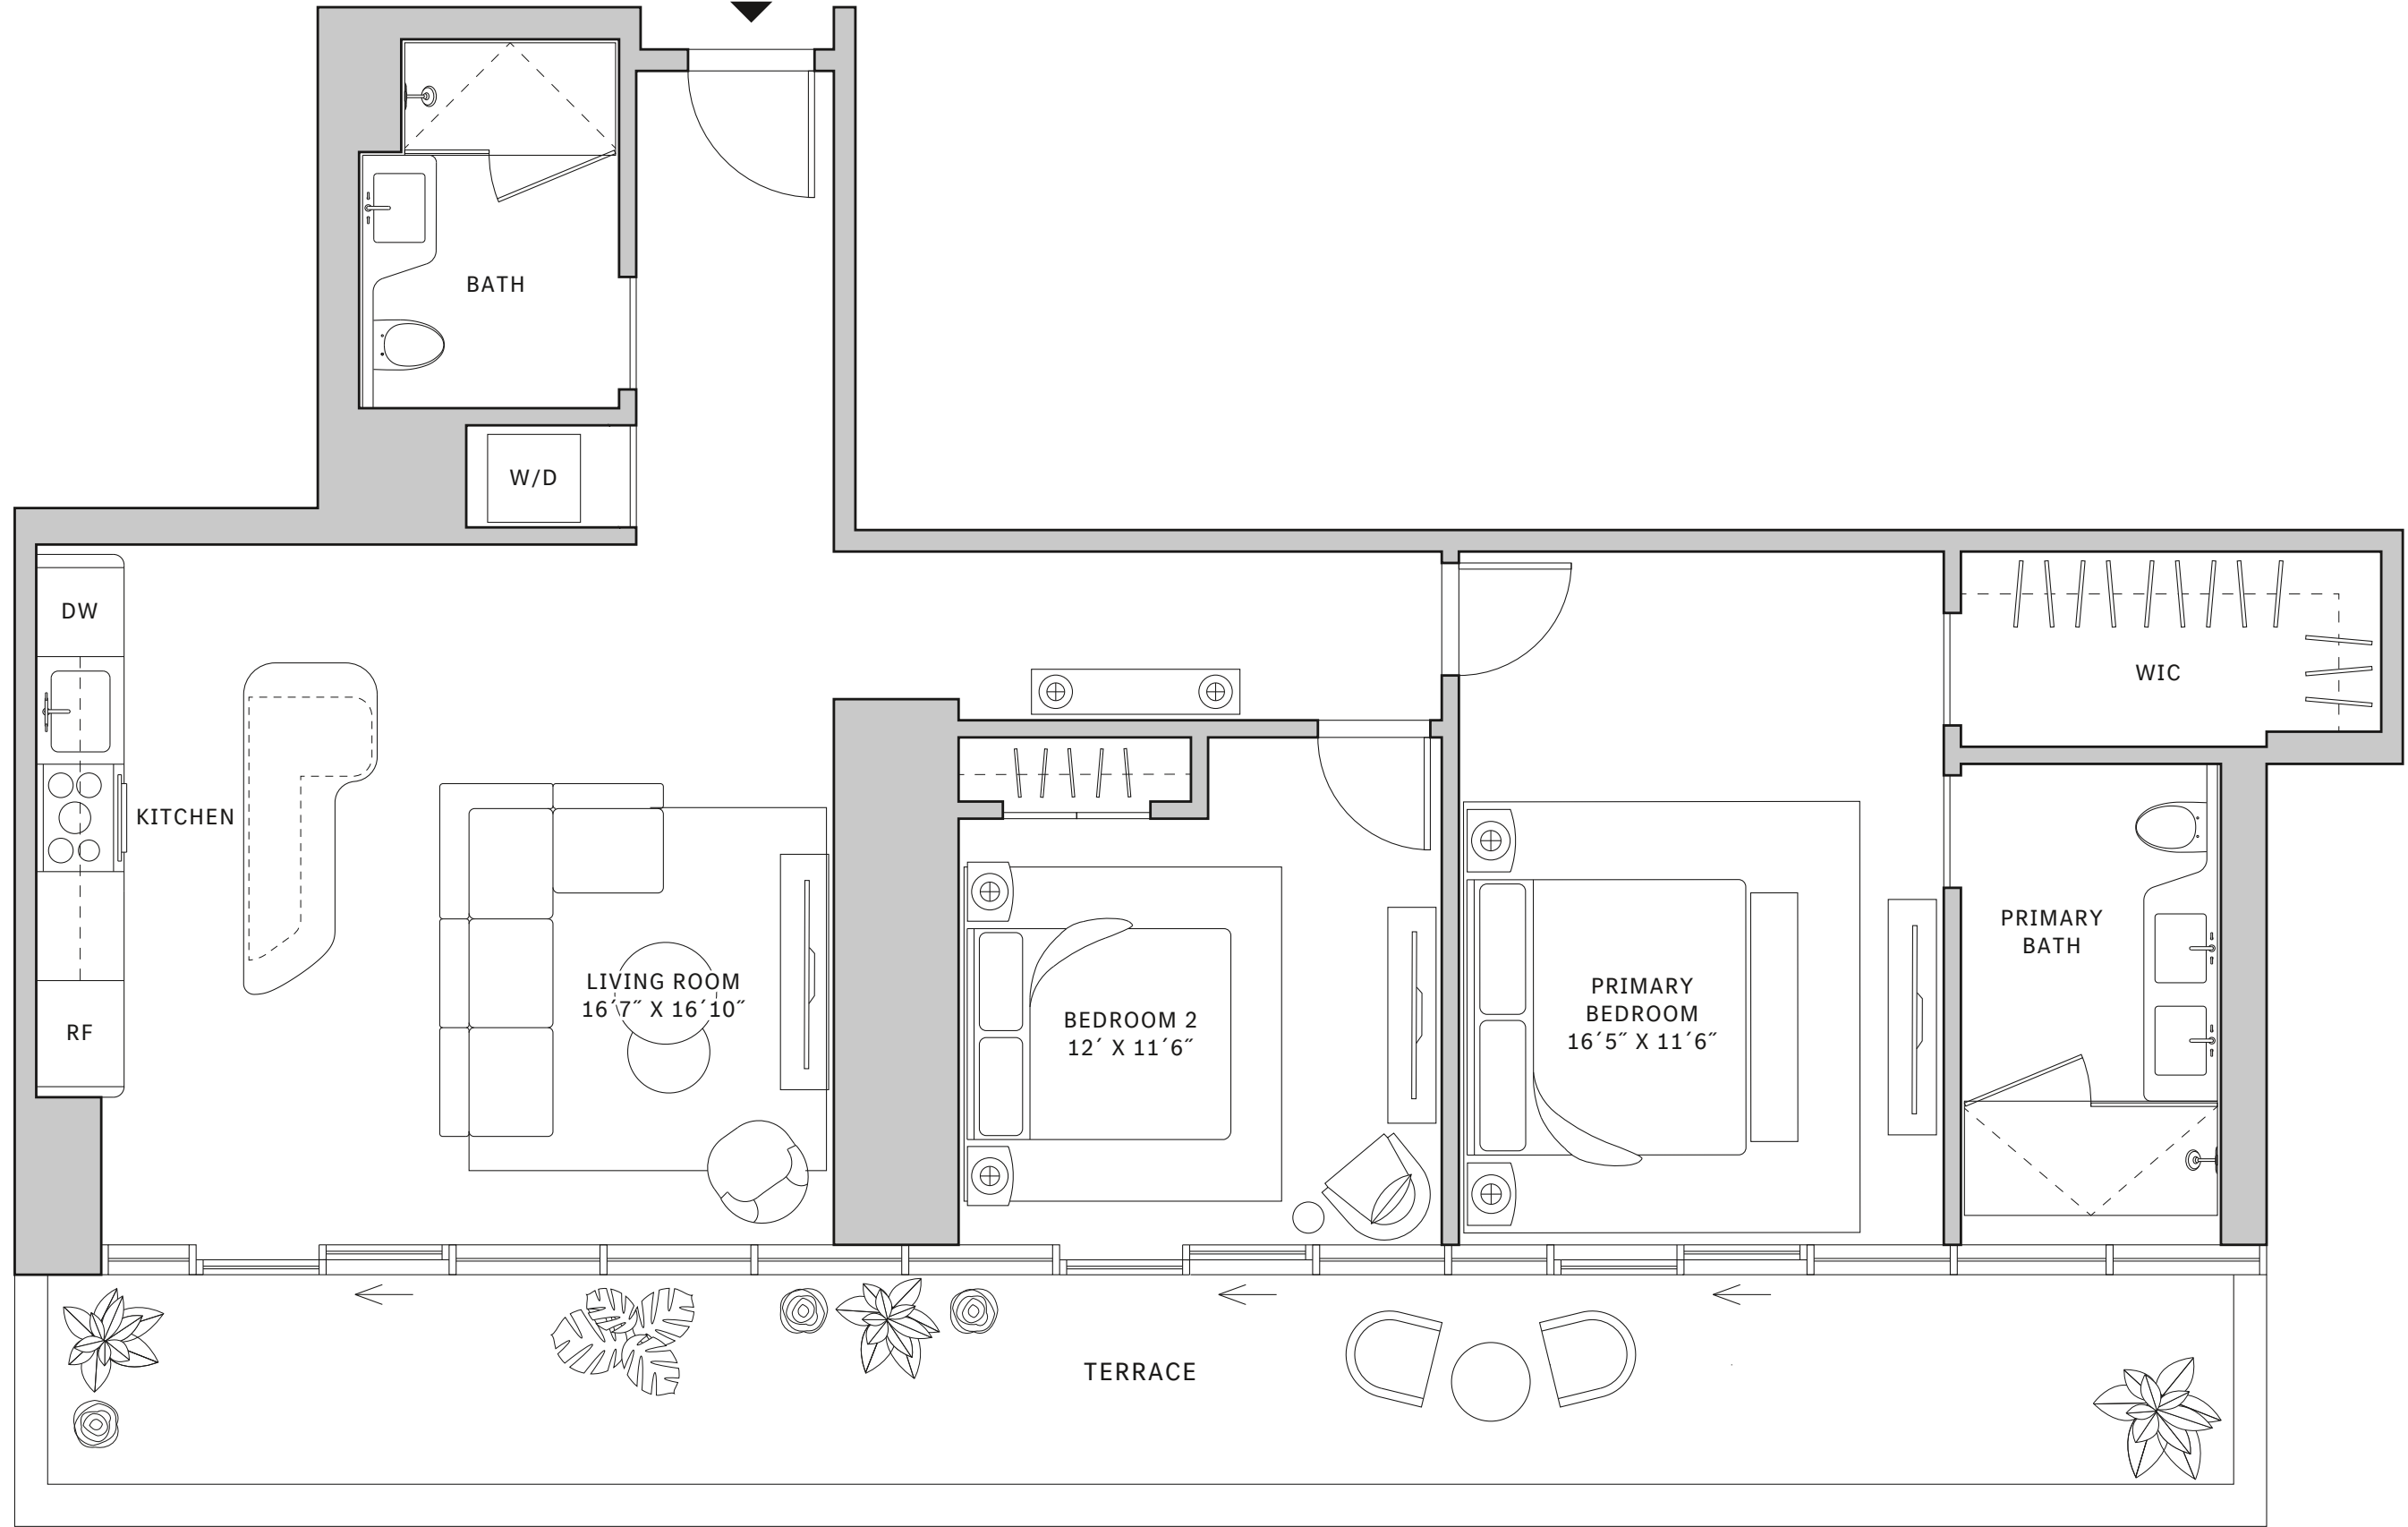 BATH
W/D
DW
WIC
KITCHEN
PRIMARY
BATH
LIVING ROOM
16´7˝ X 16´10˝
PRIMARY
BEDROOM
16´5˝ X 11´6˝
BEDROOM 2
12´ X 11´6˝
RF
TERRACE